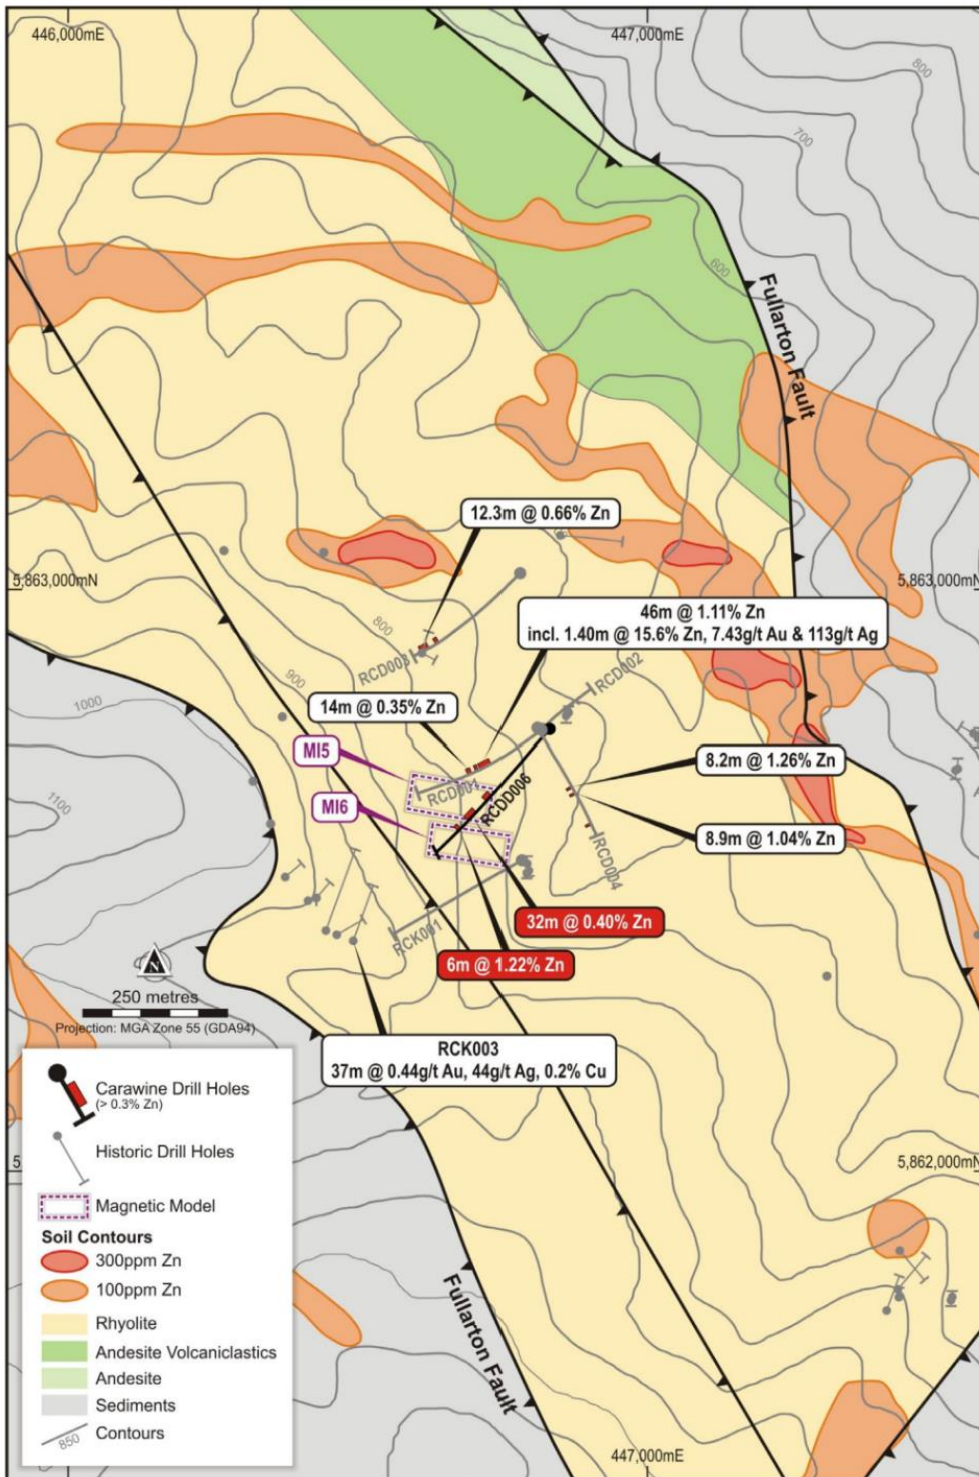 446,000mE
447,000mE
800
700
600
Fullarton Fault
12.3m @ 0.66% Zn
5,863,000mN
5,863,000mN
46m @ 1.11% Zn
incl. 1.40m @ 15.6% Zn, 7.43g/t Au & 113g/t Ag
800
RCD003
RCD002
900
1000
14m @ 0.35% Zn
MI5
8.2m @ 1.26% Zn
RCD001
RCDD006
1100
MI6
8.9m @ 1.04% Zn
RCD004
32m @ 0.40% Zn
RCK001
6m @ 1.22% Zn
N
250 metres
Projection: MGA Zone 55 (GDA94)
RCK003
37m @ 0.44g/t Au, 44g/t Ag, 0.2% Cu
Carawine Drill Holes
(> 0.3% Zn)
Historic Drill Holes
5
5,862,000mN
Magnetic Model
Soil Contours
300ppm Zn
100ppm Zn
Rhyolite
Andesite Volcaniclastics
Andesite
Sediments
850
Contours
Fullarton Fault
447,000mE